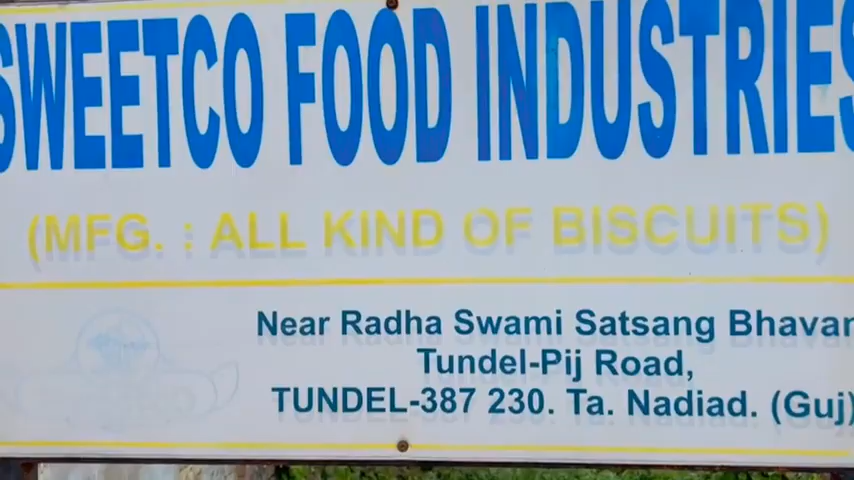 SWEETCO FOOD INDUSTRIES
(MFG. : ALL KIND OF BISCUITS)
Near Radha Swami Satsang Bhavan
Tundel-Pij Road,
TUNDEL-387 230. Ta. Nadiad. (Guj)